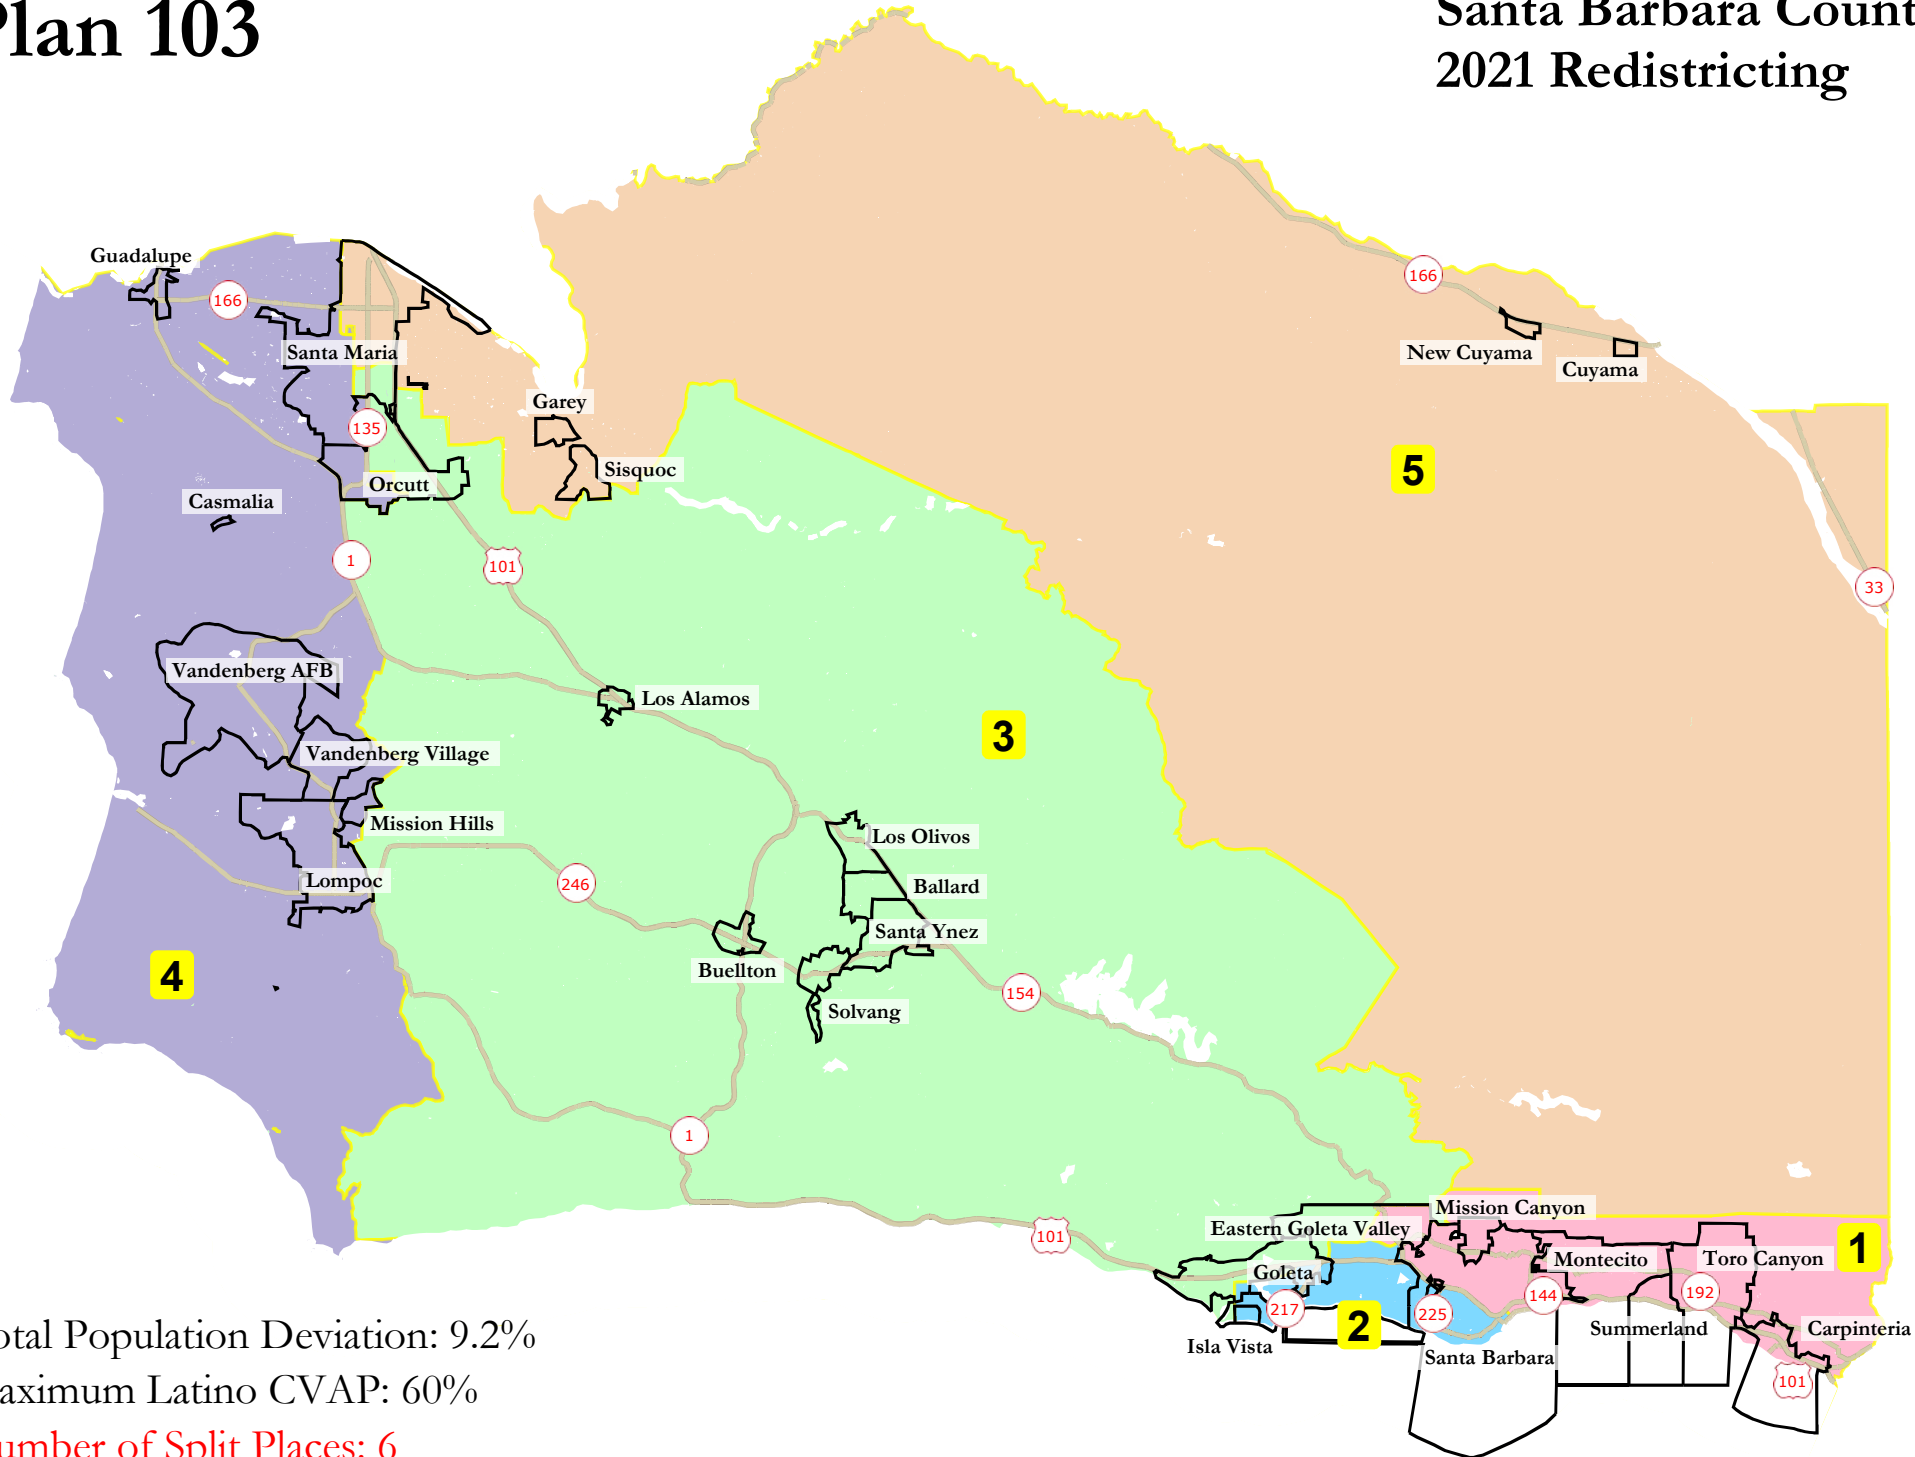 Plan 103
Santa Barbara Count
2021 Redistricting
Guadalupe
166
166
Santa Maria
New Cuyama
Cuyama
Garey
135
Sisquoc
5
Orcutt
Casmalia
1
101
33
Vandenberg AFB
Los Alamos
3
Vandenberg Village
Mission Hills
Los Olivos
Lompoc
246
Ballard
Santa Ynez
4
Buellton
154
Solvang
1
Mission Canyon
Eastern Goleta Valley
101
1
Montecito
Toro Canyon
Goleta
217
2
225
144
192
Summerland
Carpinteria
Isla Vista
Santa Barbara
101
otal Population Deviation: 9.2%
aximum Latino CVAP: 60%
umber of Split Places: 6